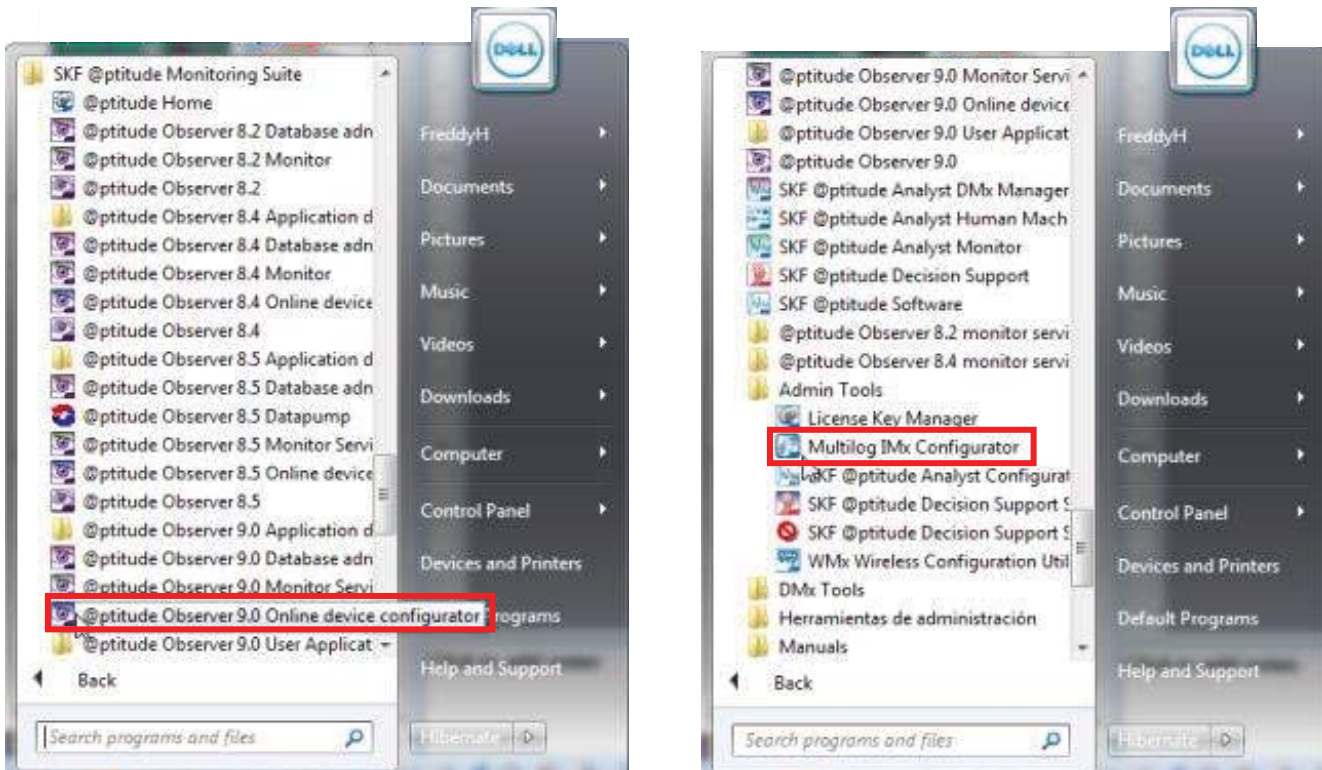 DELL
SKF @ptitude Monitoring Suite
@ptitude Home
@ptitude Observer 8.2 Database adn
@ptitude Observer 8.2 Monitor
@ptitude Observer 8.2
@ptitude Observer 8.4 Application d
@ptitude Observer 8.4 Database adn
@ptitude Observer 8.4 Monitor
@ptitude Observer 8.4 Online device
@ptitude Observer 8.4
@ptitude Observer 8.5 Application d
@ptitude Observer 8.5 Database adn
@ptitude Observer 8.5 Datapump
@ptitude Observer 8.5 Monitor Servi
@ptitude Observer 8.5 Online device
@ptitude Observer 8.5
@ptitude Observer 9.0 Application d
@ptitude Observer 9.0 Database adn
@ptitude Observer 9.0 Monitor Servi
@ptitude Observer 9.0 Online device configurator
@ptitude Observer 9.0 User Applicat
Back
Search programs and files
FreddyH
Documents
Pictures
Music
Videos
Downloads
Computer
Control Panel
Devices and Printers
rograms
Help and Support
Hibernate
DELL
@ptitude Observer 9.0 Monitor Servi
@ptitude Observer 9.0 Online device
@ptitude Observer 9.0 User Applicat
@ptitude Observer 9.0
SKF @ptitude Analyst DMx Manager
SKF @ptitude Analyst Human Mach
SKF @ptitude Analyst Monitor
SKF @ptitude Decision Support
SKF @ptitude Software
@ptitude Observer 8.2 monitor servi
@ptitude Observer 8.4 monitor servi
Admin Tools
License Key Manager
Multilog IMx Configurator
SKF @ptitude Analyst Configurat
SKF @ptitude Decision Support S
SKF @ptitude Decision Support S
WMx Wireless Configuration Util
DMx Tools
Herramientas de administración
Manuals
Back
Search programs and files
FreddyH
Documents
Pictures
Music
Videos
Downloads
Computer
Control Panel
Devices and Printers
Default Programs
Help and Support
Hibernate